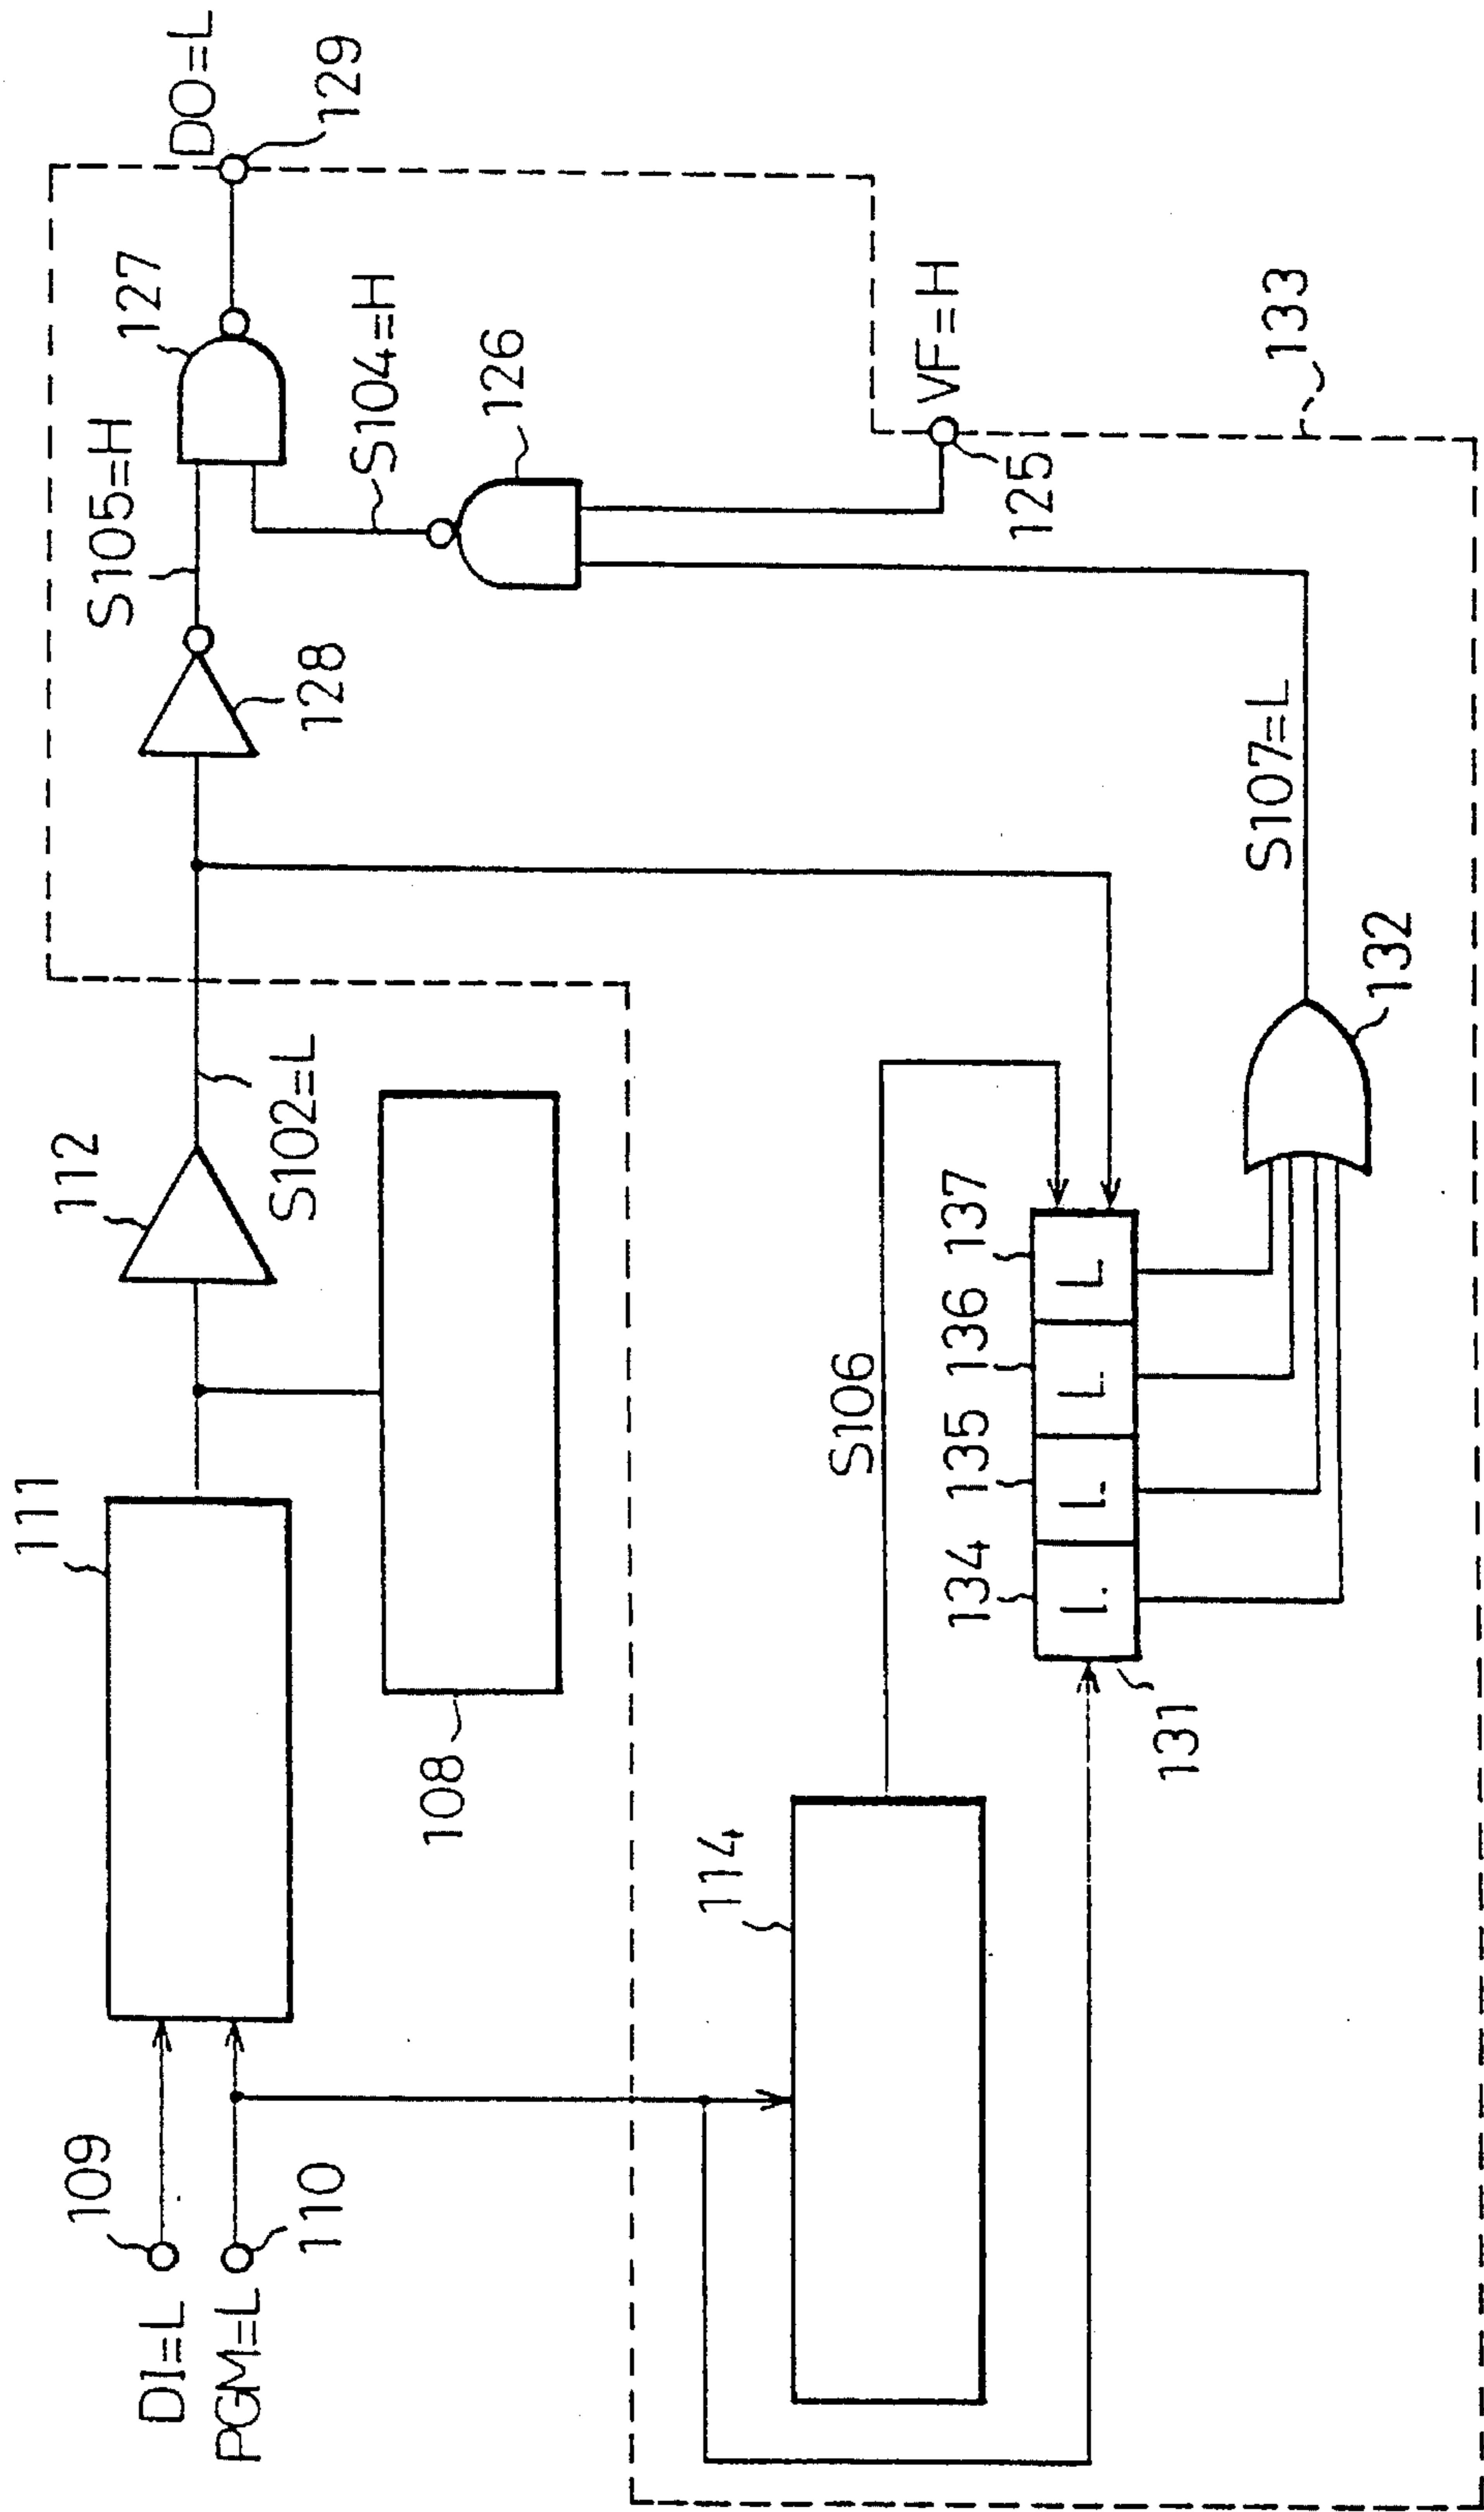 DI=L
109
PGM=L
110
111
112
S102=L
108
S105=H
128
127
DO=L
129
S104=H
126
VF=H
125
133
114
S106
134
135
136
137
L
L
L
L
131
132
S107=L